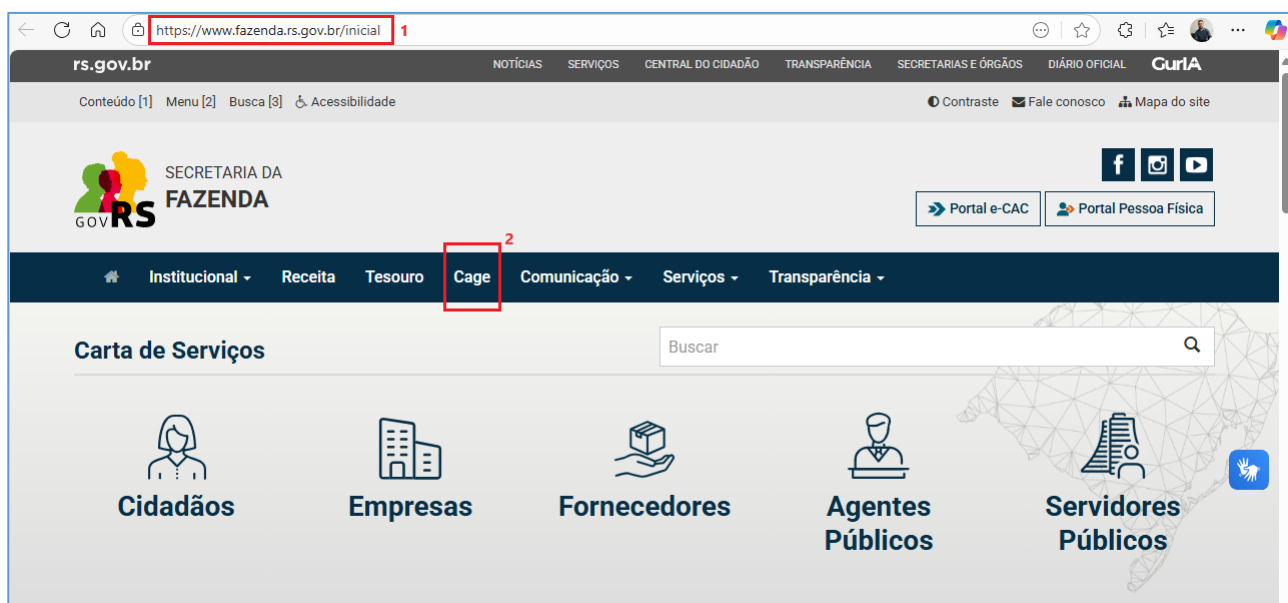 https://www.fazenda.rs.gov.br/inicial 1
rs.gov.br NOTÍCIAS SERVIÇOS CENTRAL DO CIDADÃO TRANSPARÊNCIA SECRETARIAS E ÓRGÃOS DIÁRIO OFICIAL GurIA
Conteúdo [1] Menu [2] Busca [3] Acessibilidade Contraste Fale conosco Mapa do site
SECRETARIA DA
FAZENDA
GOV RS
Portal e-CAC Portal Pessoa Física
2
Institucional Receita Tesouro Cage Comunicação Serviços Transparência
Carta de Serviços Buscar
Cidadãos Empresas Fornecedores Agentes Servidores
Públicos Públicos